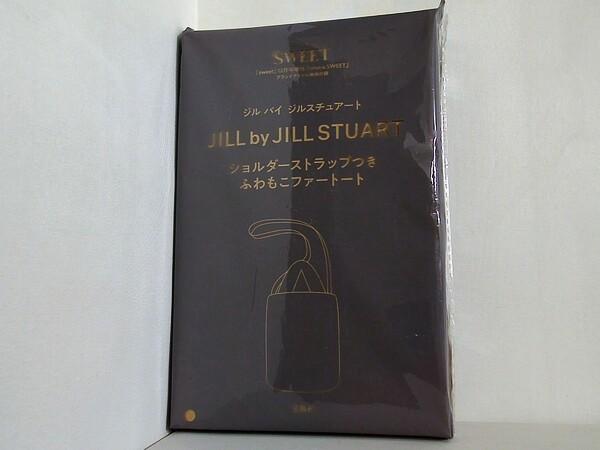 SWEET
ジル バイ ジルスチュアート
JILL by JILL STUART
ショルダーストラップつき
ふわもこファートート
宝島社